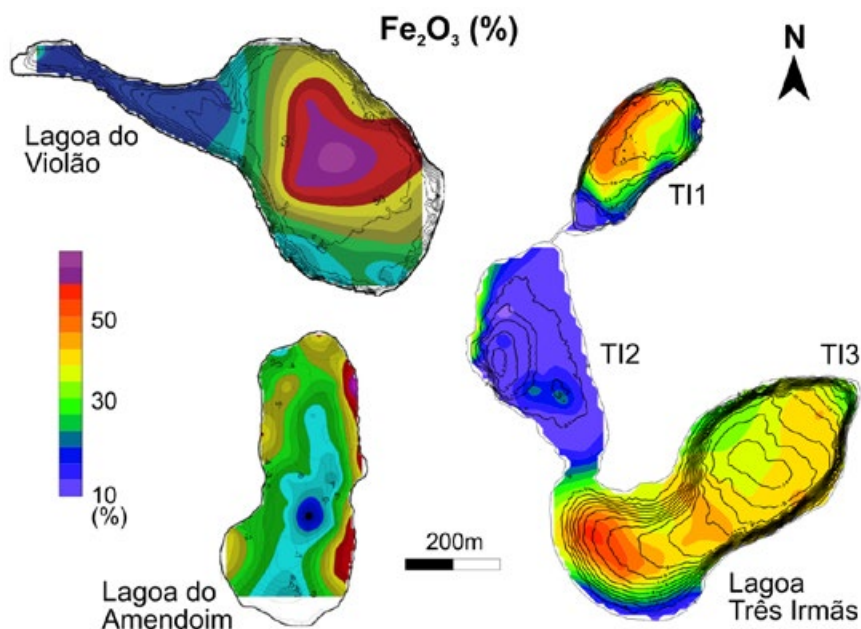 Fe₂O₃ (%)
N
Lagoa do
Violão
TI1
50
30
10
(%)
TI2
TI3
200m
Lagoa do
Amendoim
Lagoa
Três Irmãs